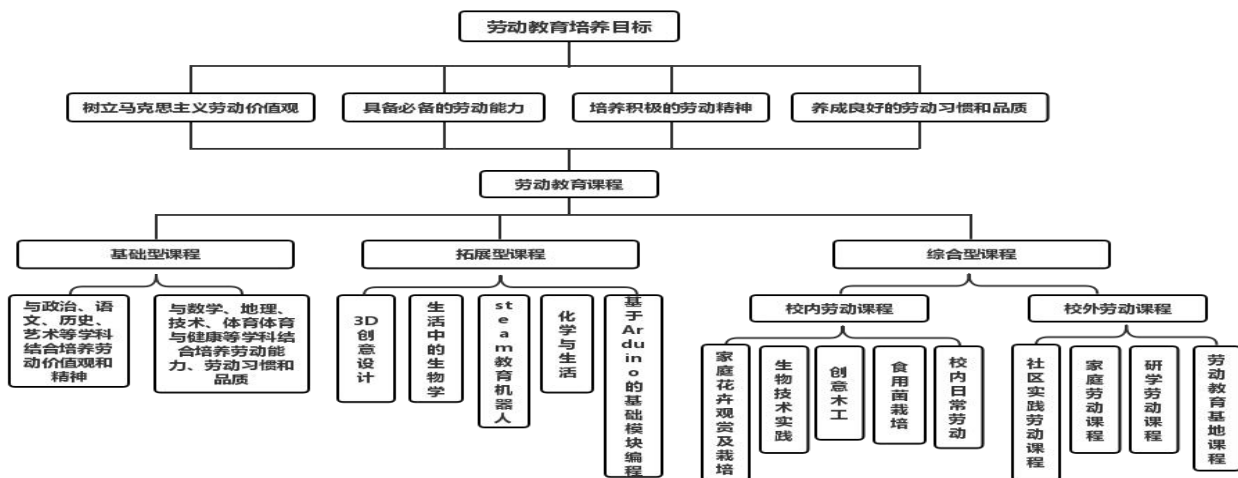 劳动教育培养目标
树立马克思主义劳动价值观
具备必备的劳动能力
培养积极的劳动精神
养成良好的劳动习惯和品质
劳动教育课程
基础型课程
拓展型课程
综合型课程
与政治、语
文、历史、
艺术等学科
结合培养劳
动价值观和
精神
与数学、地理、
技术、体育体育
与健康等学科结
合培养劳动能
力、劳动习惯和
品质
3D创意设计
生活中的生物学
steam教育机器人
化学与生活
基于Arduino的基础模块编程
校内劳动课程
校外劳动课程
家庭花卉观赏及栽培
生物技术实践
创意木工
食用菌栽培
校内日常劳动
社区实践劳动课程
家庭劳动课程
研学劳动课程
劳动教育基地课程